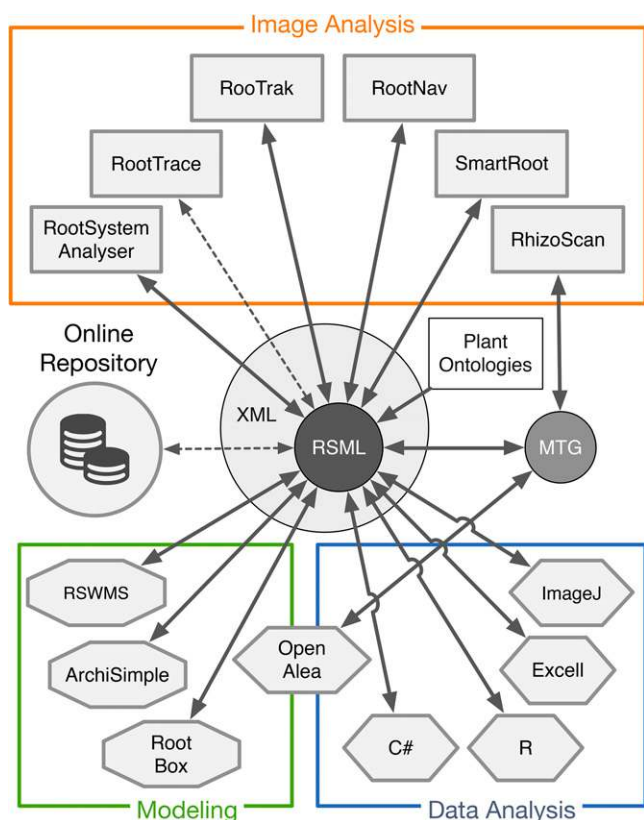 Image Analysis
RooTrak
RootNav
RootTrace
SmartRoot
RootSystem
Analyser
RhizoScan
Online
Repository
Plant
Ontologies
XML
RSML
MTG
RSWMS
ImageJ
ArchiSimple
Open
Alea
Excell
Root
Box
C#
R
Modeling
Data Analysis